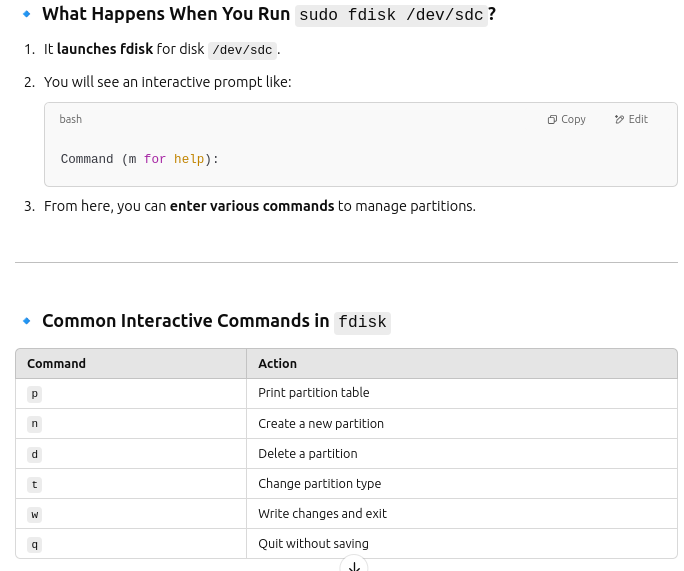 What Happens When You Run sudo fdisk /dev/sdc?
1. It launches fdisk for disk /dev/sdc.
2. You will see an interactive prompt like:
bash Copy Edit
Command (m for help):
3. From here, you can enter various commands to manage partitions.
Common Interactive Commands in fdisk
Command Action
p Print partition table
n Create a new partition
d Delete a partition
t Change partition type
w Write changes and exit
q Quit without saving